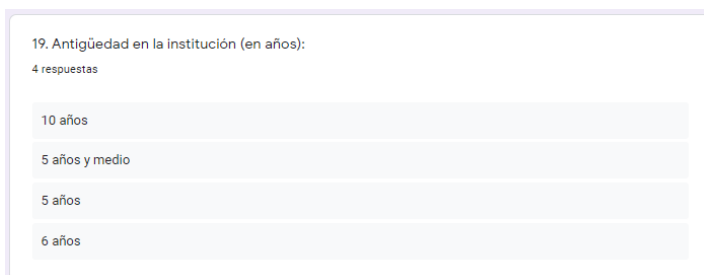 19. Antigüedad en la institución (en años):
4 respuestas
10 años
5 años y medio
5 años
6 años